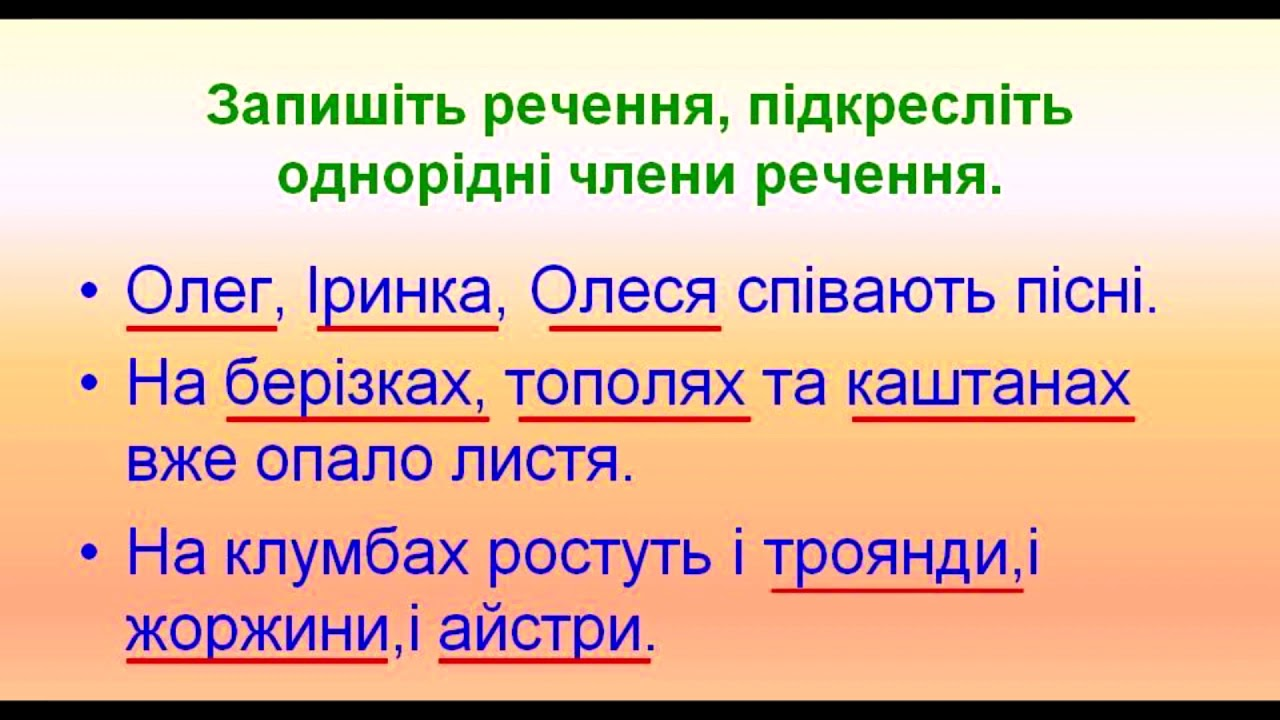 Запишіть речення, підкресліть
однорідні члени речення.
• Олег, Іринка, Олеся співають пісні.
• На берізках, тополях та каштанах
вже опало листя.
• На клумбах ростуть і троянди,і
жоржини,і айстри.